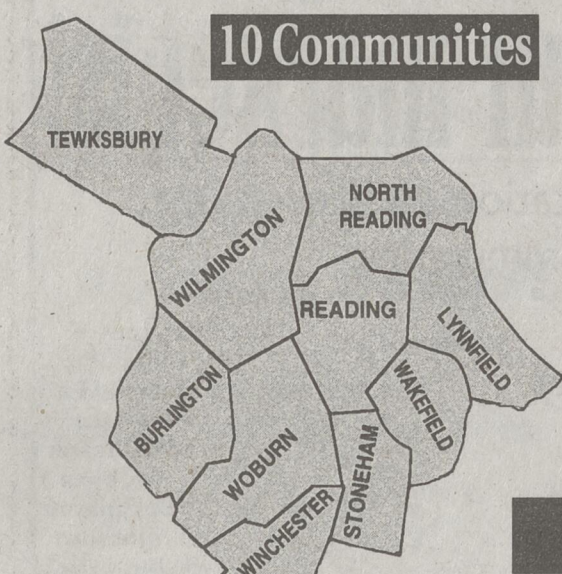 10 Communities
TEWKSBURY
NORTH
READING
WILMINGTON
READING
LYNNFIELD
BURLINGTON
WAKEFIELD
WOBURN
STONEHAM
WINCHESTER